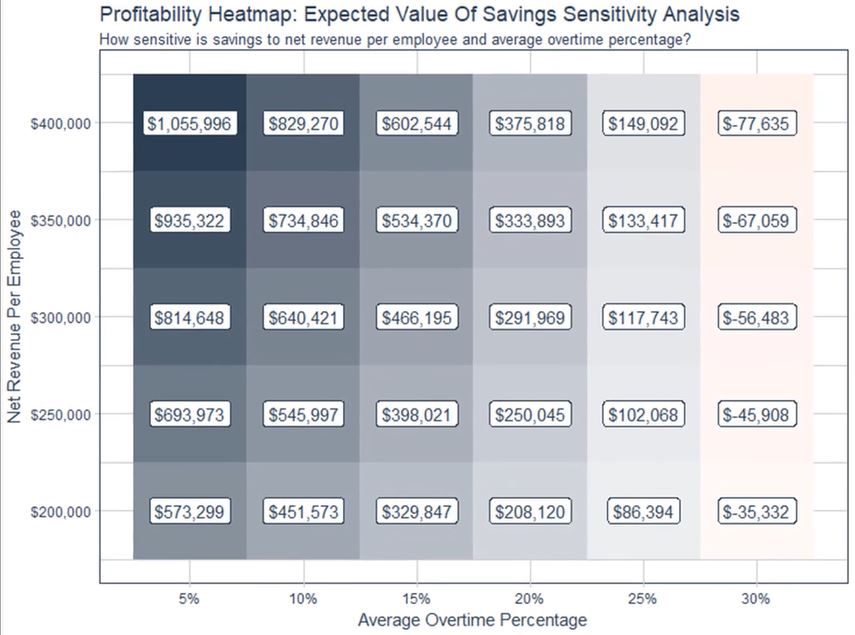 Profitability Heatmap: Expected Value Of Savings Sensitivity Analysis
How sensitive is savings to net revenue per employee and average overtime percentage?
Net Revenue Per Employee
$400,000 $1,055,996 $829,270 $602,544 $375,818 $149,092 $-77,635
$350,000 $935,322 $734,846 $534,370 $333,893 $133,417 $-67,059
$300,000 $814,648 $640,421 $466,195 $291,969 $117,743 $-56,483
$250,000 $693,973 $545,997 $398,021 $250,045 $102,068 $-45,908
$200,000 $573,299 $451,573 $329,847 $208,120 $86,394 $-35,332
5% 10% 15% 20% 25% 30%
Average Overtime Percentage